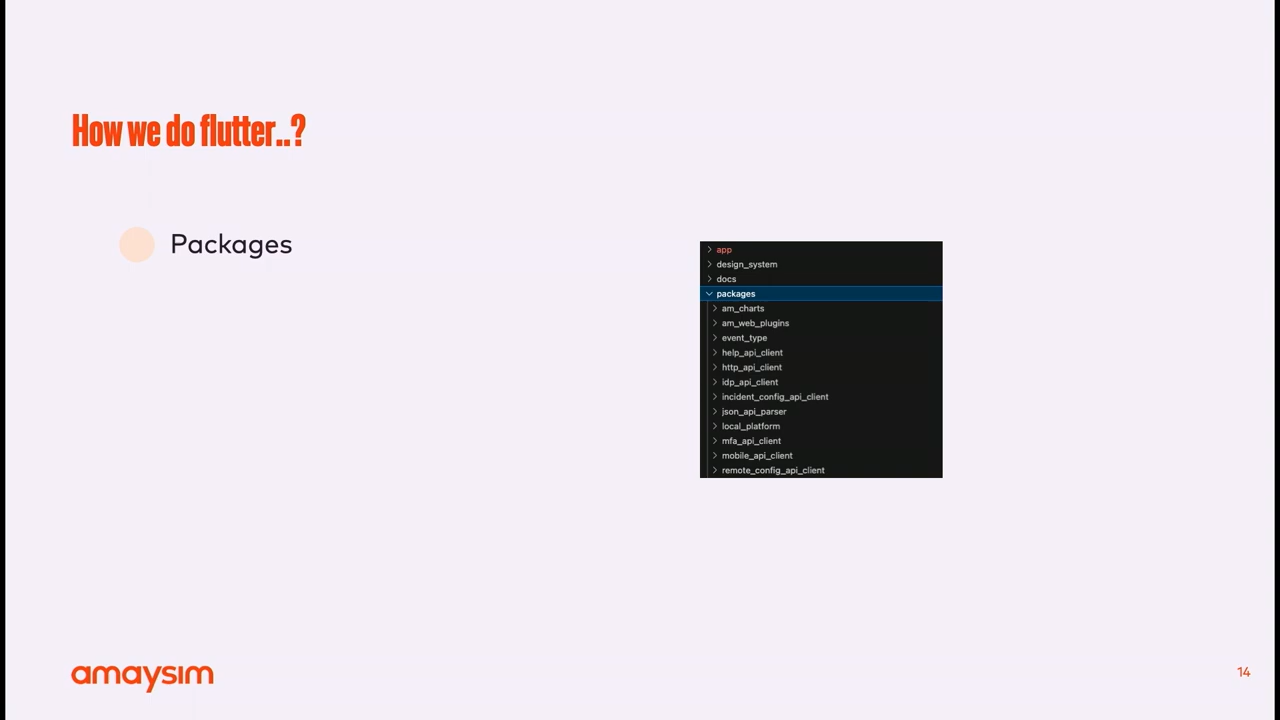 How we do flutter..?
Packages
app
design_system
docs
packages
am_charts
am_web_plugins
event_type
help_api_client
http_api_client
idp_api_client
incident_config_api_client
json_api_parser
local_platform
mfa_api_client
mobile_api_client
remote_config_api_client
amaysim
14